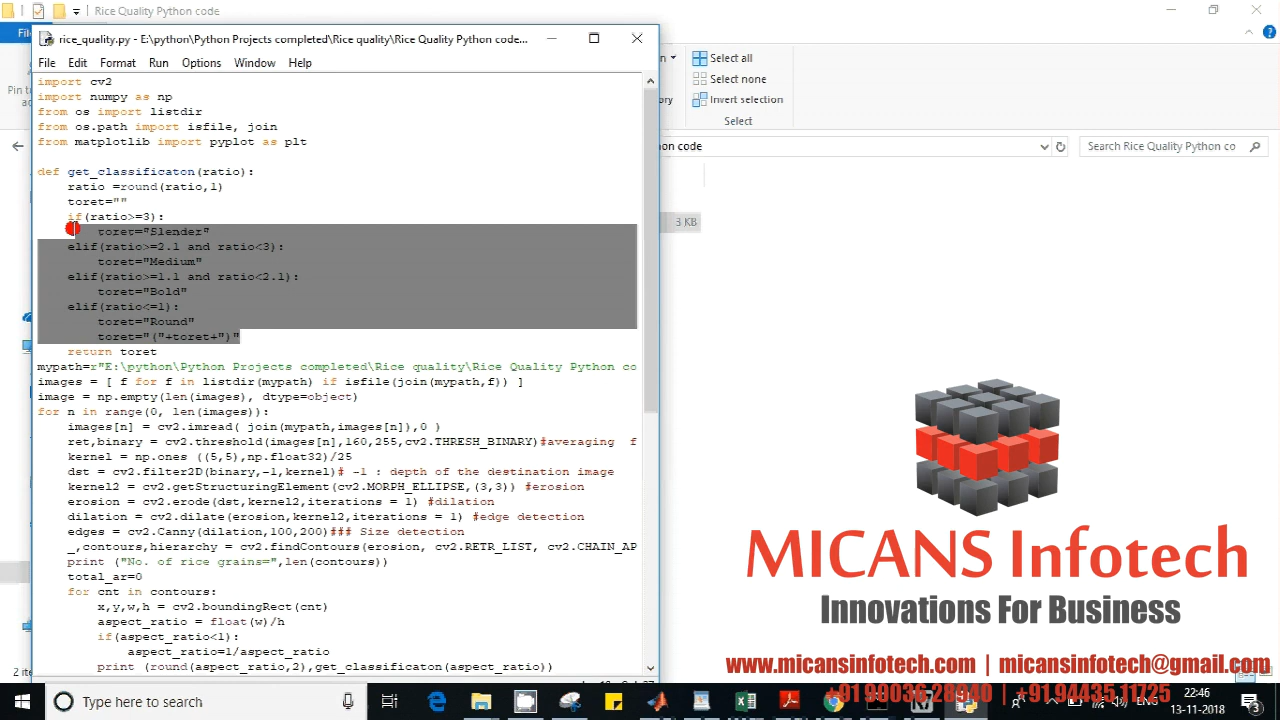 Rice Quality Python code
File
rice_quality.py - E:\python\Python Projects completed\Rice quality\Rice Quality Python code...
File Edit Format Run Options Window Help
Select all
Select none
Invert selection
Select
Pin t
import cv2
import numpy as np
from os import listdir
from os.path import isfile, join
from matplotlib import pyplot as plt
on code
Search Rice Quality Python co
def get_classificaton(ratio):
ratio =round(ratio,1)
toret=""
if(ratio>=3):
3 KB
toret="Slender"
elif(ratio>=2.1 and ratio<3):
toret="Medium"
elif(ratio>=1.1 and ratio<2.1):
toret="Bold"
elif(ratio<=1):
toret="Round"
toret="("+toret+")"
return toret
mypath=r"E:\python\Python Projects completed\Rice quality\Rice Quality Python co
images = [ f for f in listdir(mypath) if isfile(join(mypath,f)) ]
image = np.empty(len(images), dtype=object)
for n in range(0, len(images)):
images[n] = cv2.imread( join(mypath,images[n]),0 )
ret,binary = cv2.threshold(images[n],160,255,cv2.THRESH_BINARY)#averaging f
kernel = np.ones ((5,5),np.float32)/25
dst = cv2.filter2D(binary,-1,kernel)# -1 : depth of the destination image
kernel2 = cv2.getStructuringElement(cv2.MORPH_ELLIPSE,(3,3)) #erosion
erosion = cv2.erode(dst,kernel2,iterations = 1) #dilation
dilation = cv2.dilate(erosion,kernel2,iterations = 1) #edge detection
edges = cv2.Canny(dilation,100,200)### Size detection
_,contours,hierarchy = cv2.findContours(erosion, cv2.RETR_LIST, cv2.CHAIN_AP
print ("No. of rice grains=",len(contours))
total_ar=0
for cnt in contours:
x,y,w,h = cv2.boundingRect(cnt)
aspect_ratio = float(w)/h
if(aspect_ratio<1):
aspect_ratio=1/aspect_ratio
print (round(aspect_ratio,2),get_classificaton(aspect_ratio))
MICANS Infotech
Innovations For Business
www.micansinfotech.com | micansinfotech@gmail.com
+91 90036 28940 | +91 94435 11725
2 ite
Type here to search
ENG
22:46
13-11-2018
3